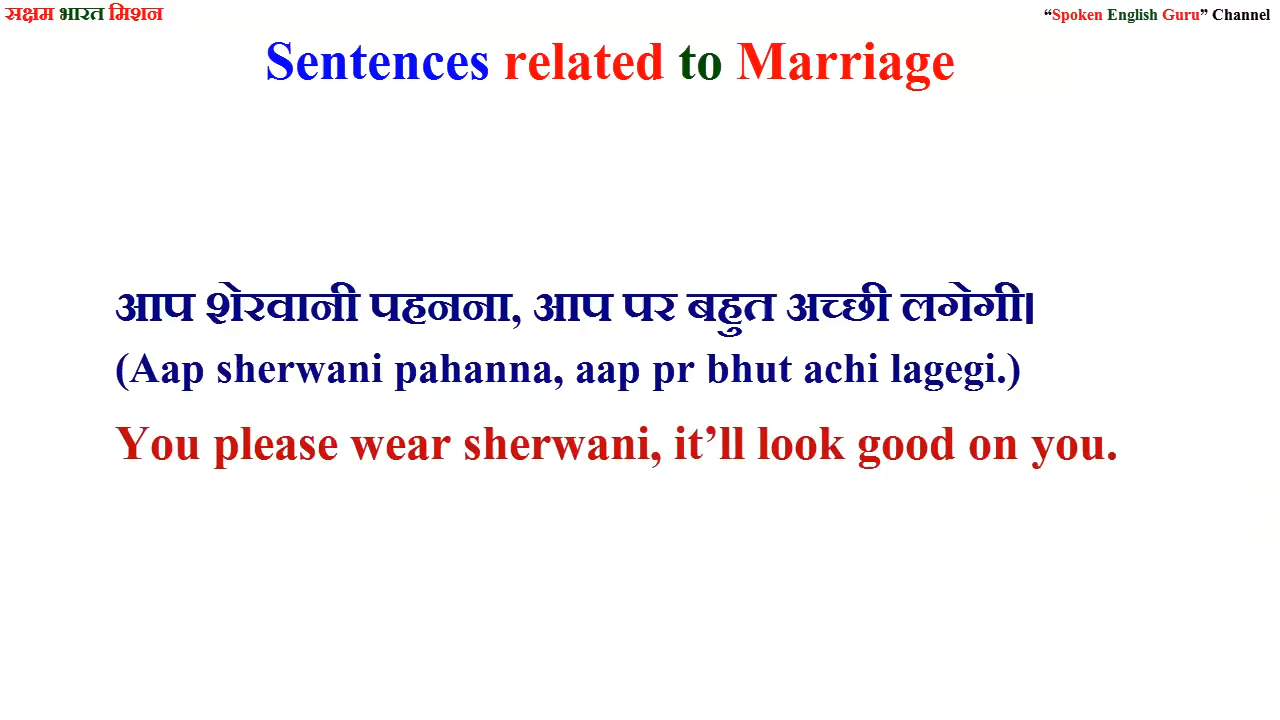 सक्षम भारत मिशन
“Spoken English Guru” Channel
Sentences related to Marriage
आप शेरवानी पहनना, आप पर बहुत अच्छी लगेगी।
(Aap sherwani pahanna, aap pr bhut achi lagegi.)
You please wear sherwani, it’ll look good on you.